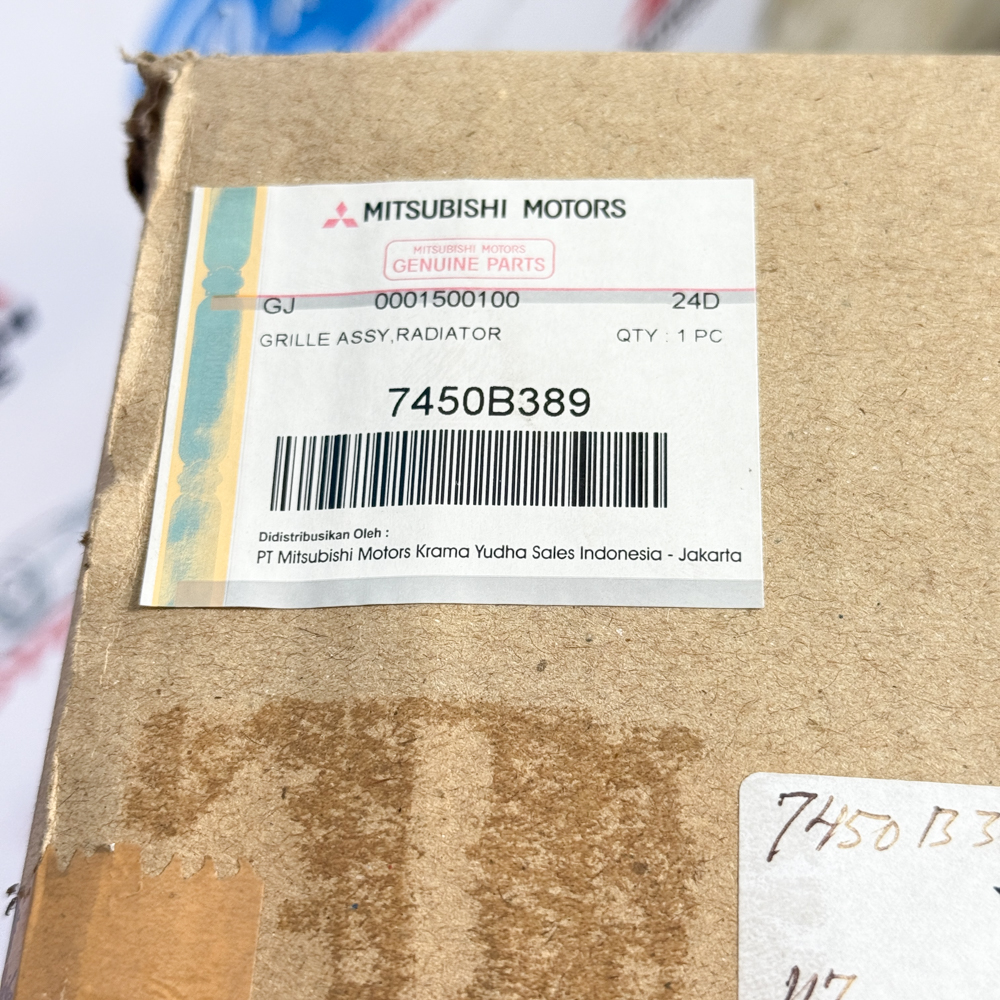 MITSUBISHI MOTORS
MITSUBISHI MOTORS
GENUINE PARTS
GJ 0001500100 24D
GRILLE ASSY,RADIATOR QTY : 1 PC
7450B389
Didistribusikan Oleh :
PT Mitsubishi Motors Krama Yudha Sales Indonesia - Jakarta
7450B3